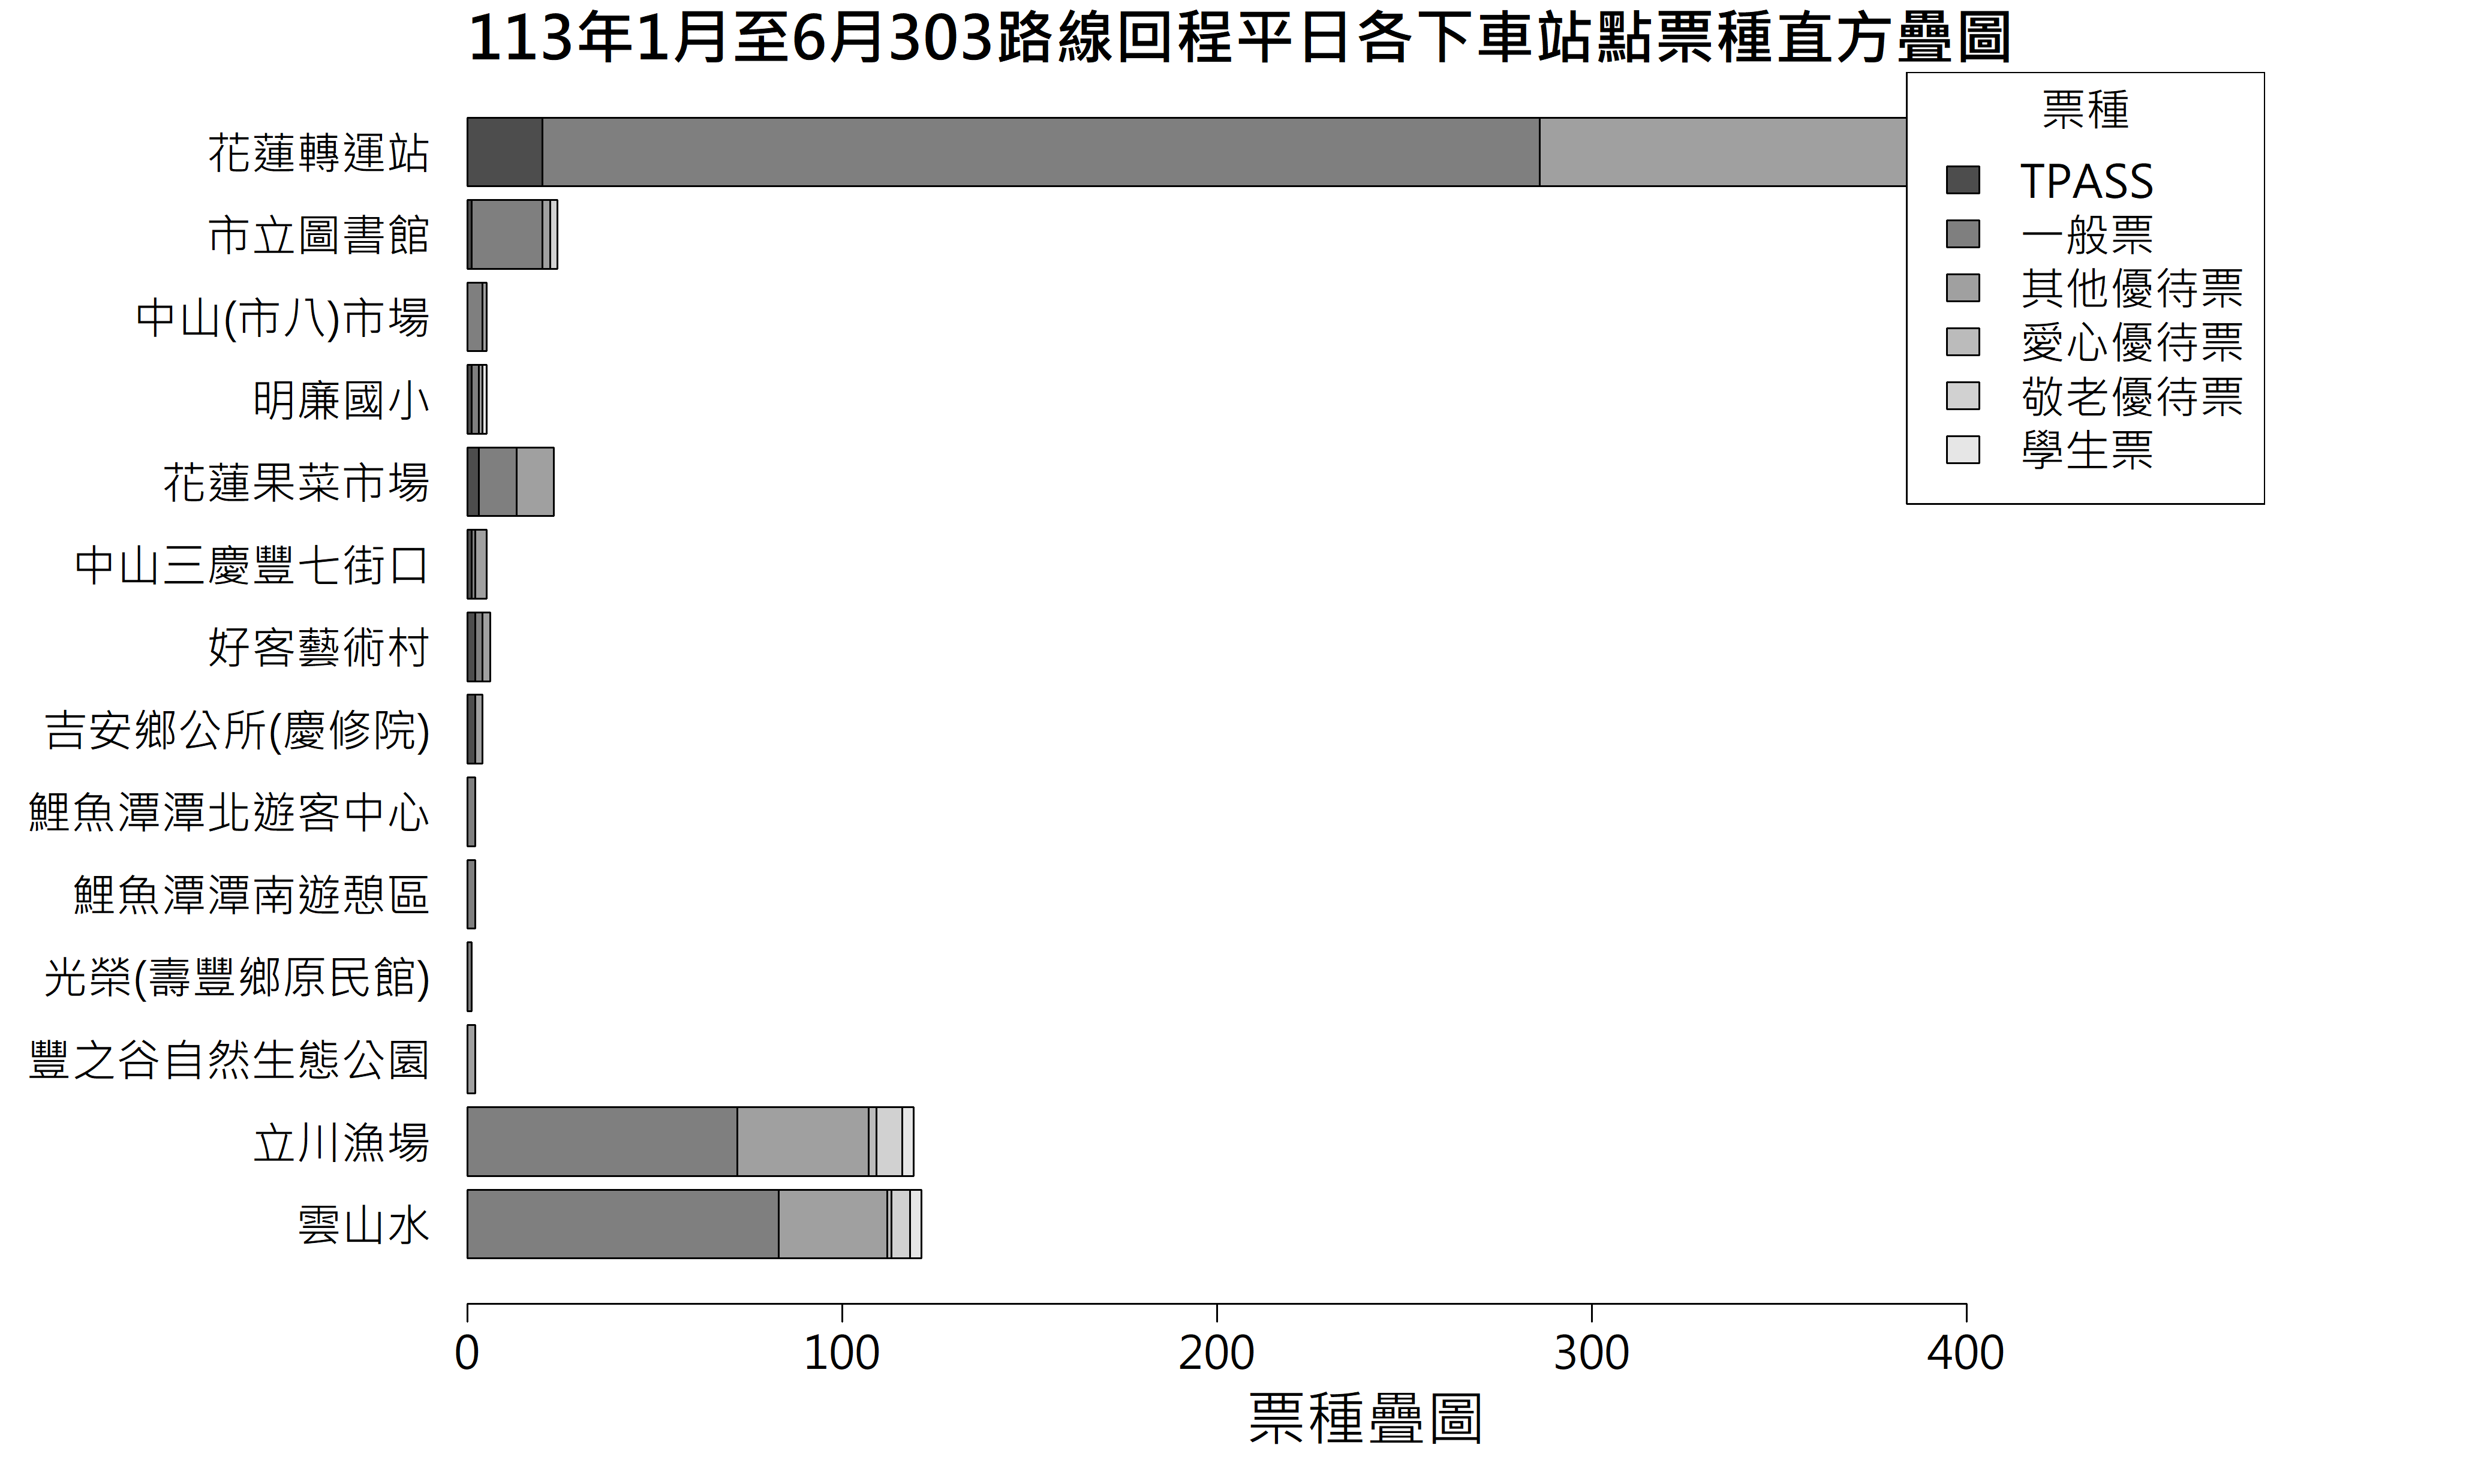 113年1月至6月303路線回程平日各下車站點票種直方疊圖
票種
TPASS
一般票
其他優待票
愛心優待票
敬老優待票
學生票
花蓮轉運站
市立圖書館
中山(市八)市場
明廉國小
花蓮果菜市場
中山三慶豐七街口
好客藝術村
吉安鄉公所(慶修院)
鯉魚潭潭北遊客中心
鯉魚潭潭南遊憩區
光榮(壽豐鄉原民館)
豐之谷自然生態公園
立川漁場
雲山水
0 100 200 300 400
票種疊圖